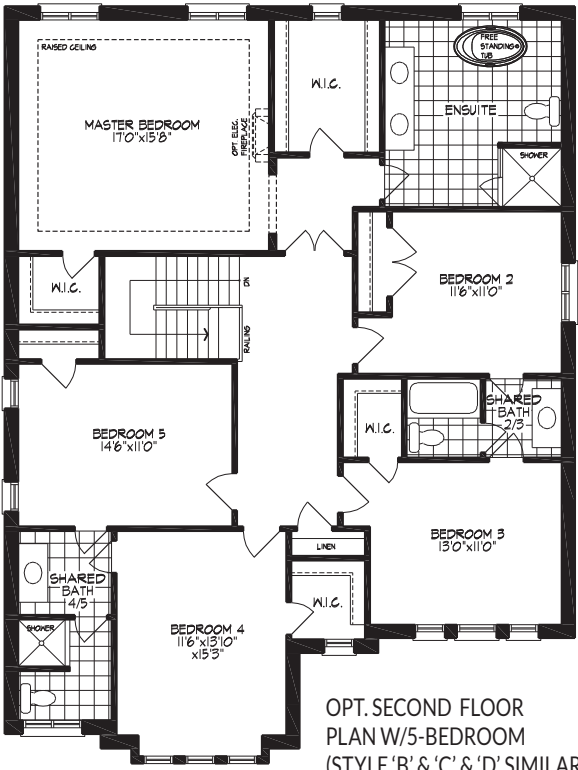 RAISED CEILING
MASTER BEDROOM
17'0"x15'8"
OPT. ELEC.
FIREPLACE
W.I.C.
FREE
STANDING
TUB
ENSUITE
SHOWER
W.I.C.
DN
RAILING
BEDROOM 2
11'6"x11'0"
BEDROOM 5
14'6"x11'0"
W.I.C.
SHARED
BATH
2/3
BEDROOM 3
13'0"x11'0"
LINEN
SHARED
BATH
4/5
SHOWER
BEDROOM 4
11'6"x13'10"
x15'3"
W.I.C.
OPT. SECOND FLOOR
PLAN W/5-BEDROOM
(STYLE ‘B’ & ‘C’ & ‘D’ SIMILAR